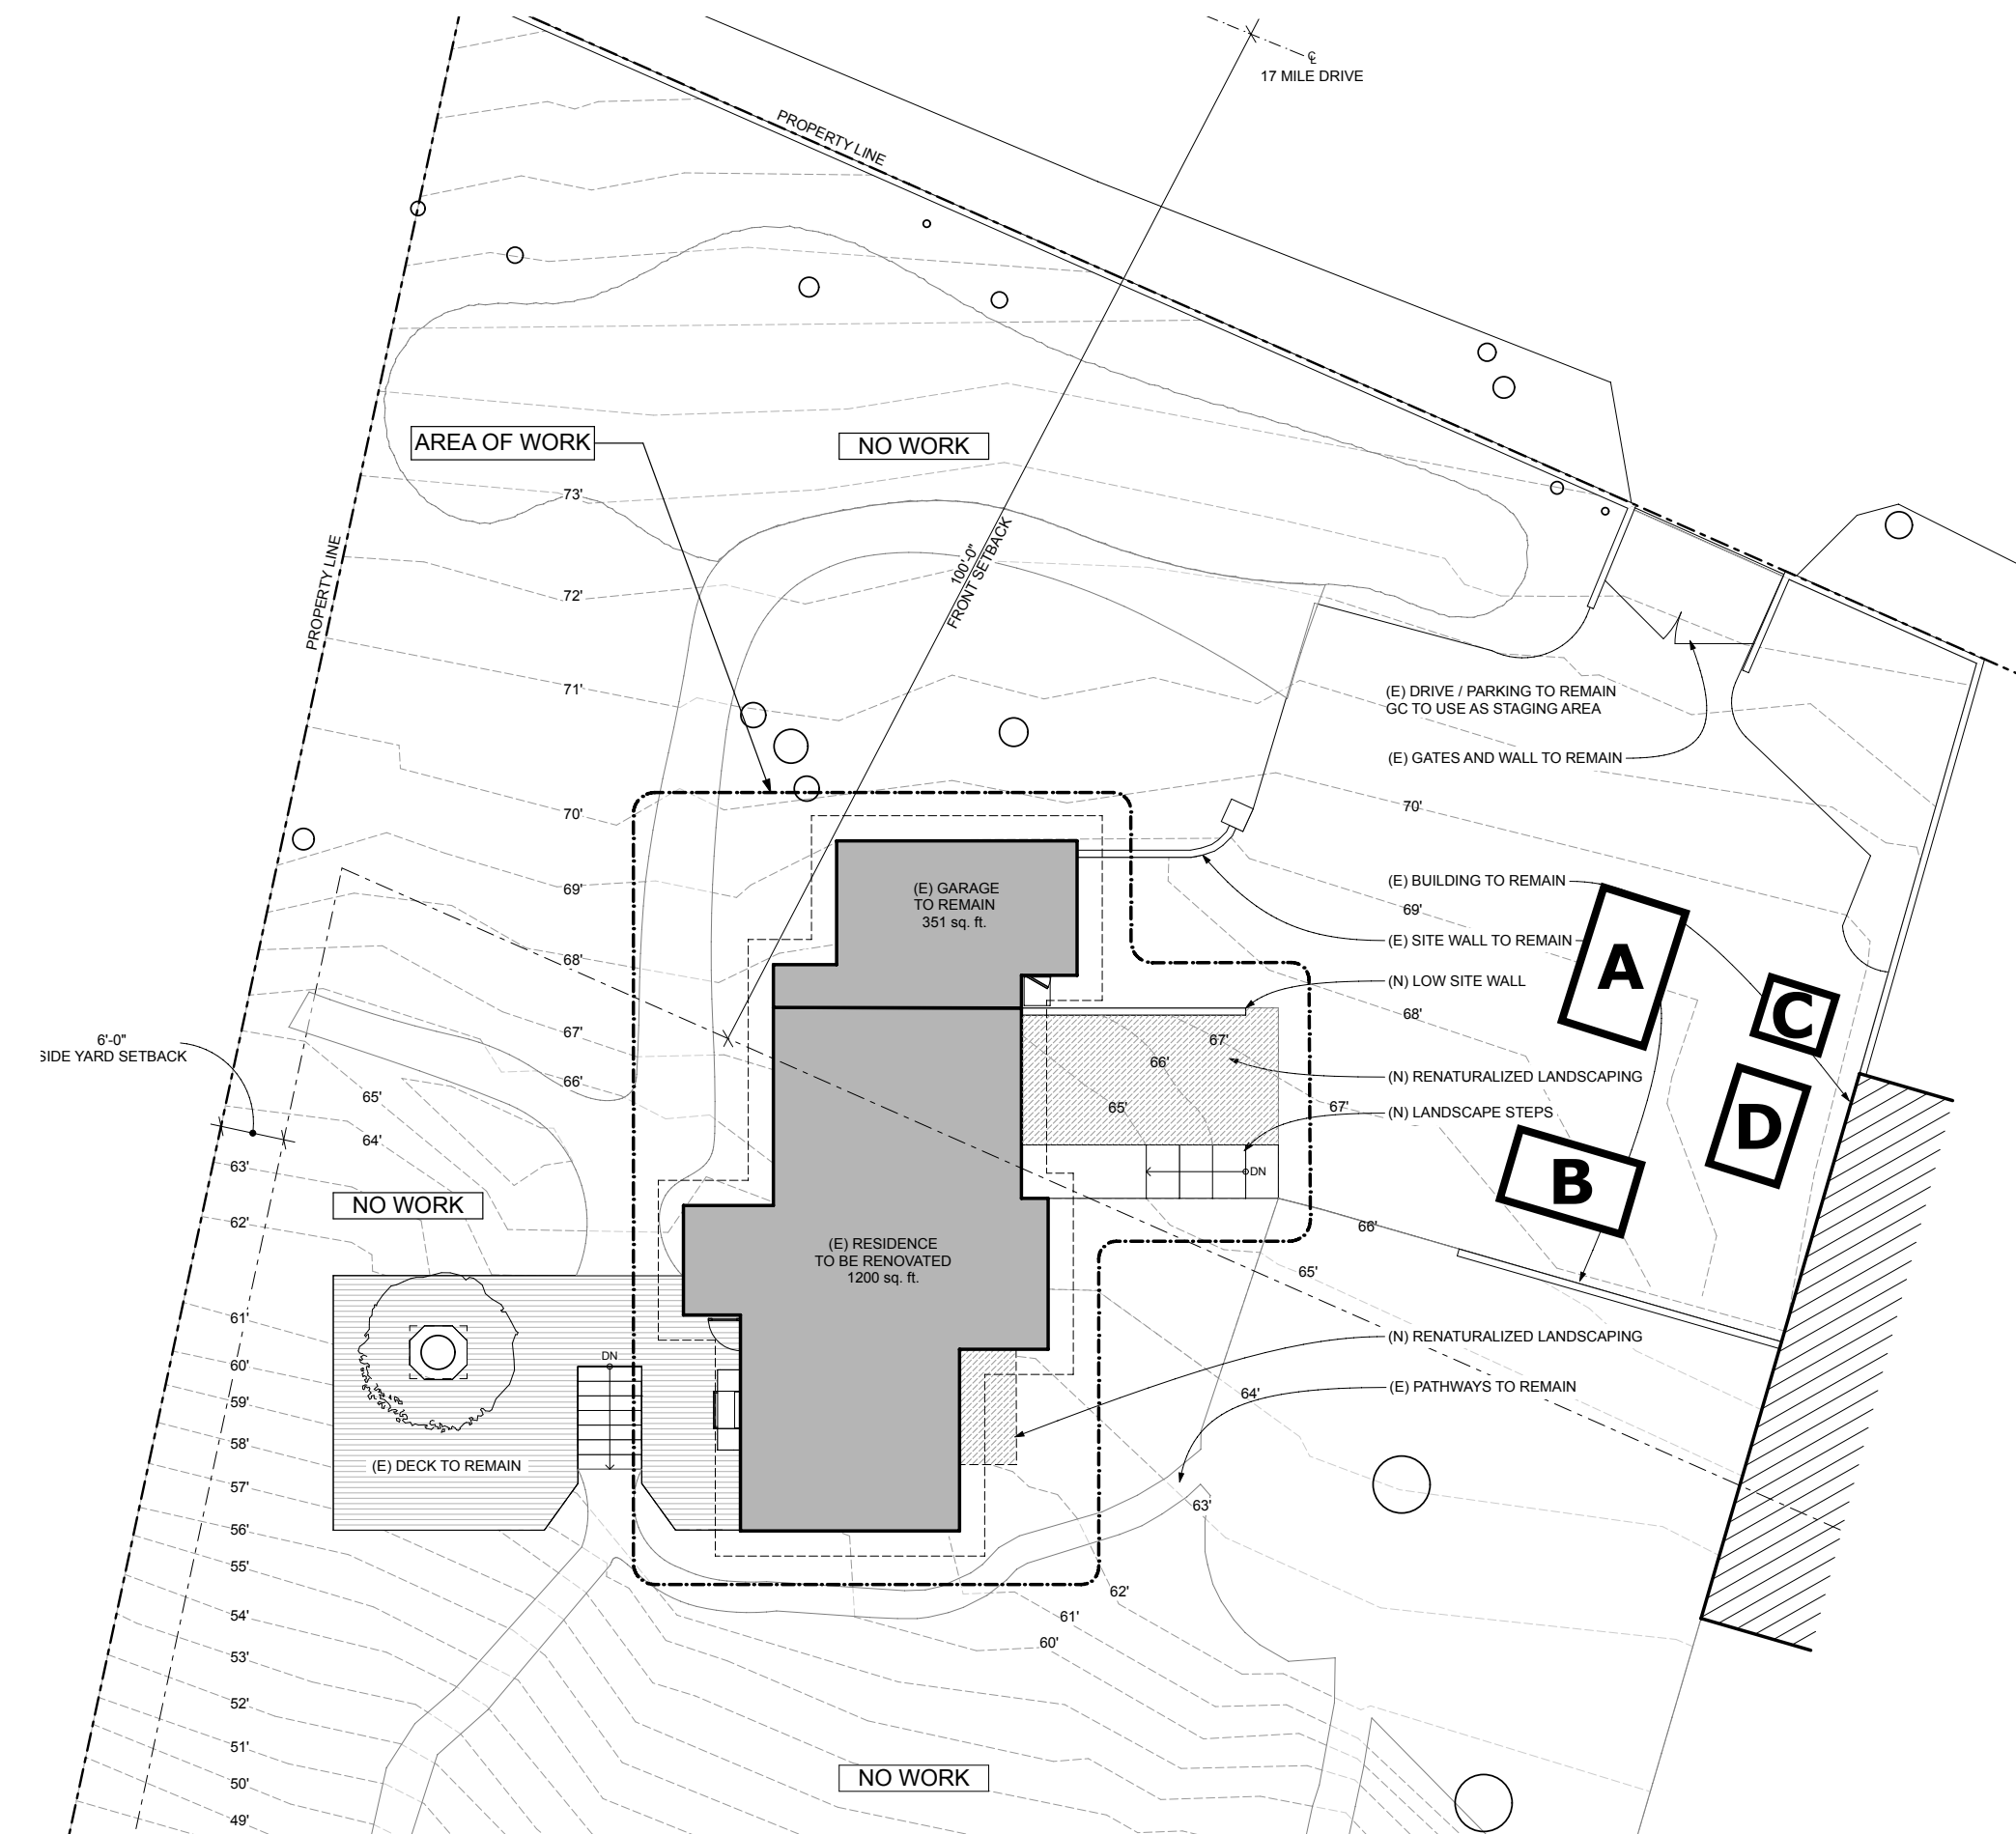 ℄
17 MILE DRIVE
PROPERTY LINE
AREA OF WORK
NO WORK
73'
100'-0"
FRONT SETBACK
PROPERTY LINE
72'
71'
(E) DRIVE / PARKING TO REMAIN
GC TO USE AS STAGING AREA
(E) GATES AND WALL TO REMAIN
70'
70'
(E) GARAGE
TO REMAIN
351 sq. ft.
(E) BUILDING TO REMAIN
69'
69'
(E) SITE WALL TO REMAIN
A
68'
(N) LOW SITE WALL
C
68'
67'
67'
6'-0"
SIDE YARD SETBACK
66'
66'
(N) RENATURALIZED LANDSCAPING
65'
65'
67'
(N) LANDSCAPE STEPS
D
64'
63'
DN
B
NO WORK
62'
66'
(E) RESIDENCE
TO BE RENOVATED
1200 sq. ft.
65'
61'
(N) RENATURALIZED LANDSCAPING
DN
60'
(E) PATHWAYS TO REMAIN
64'
59'
58'
(E) DECK TO REMAIN
57'
63'
56'
55'
62'
54'
61'
60'
53'
52'
51'
NO WORK
50'
49'